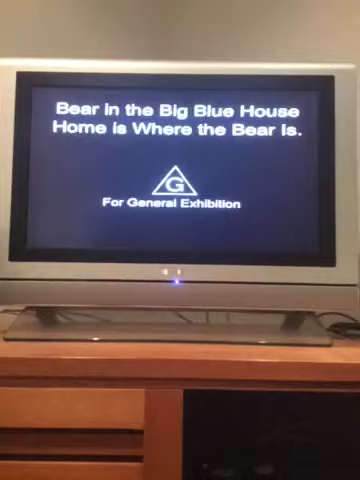 Bear in the Big Blue House
Home is Where the Bear is.
G
For General Exhibition